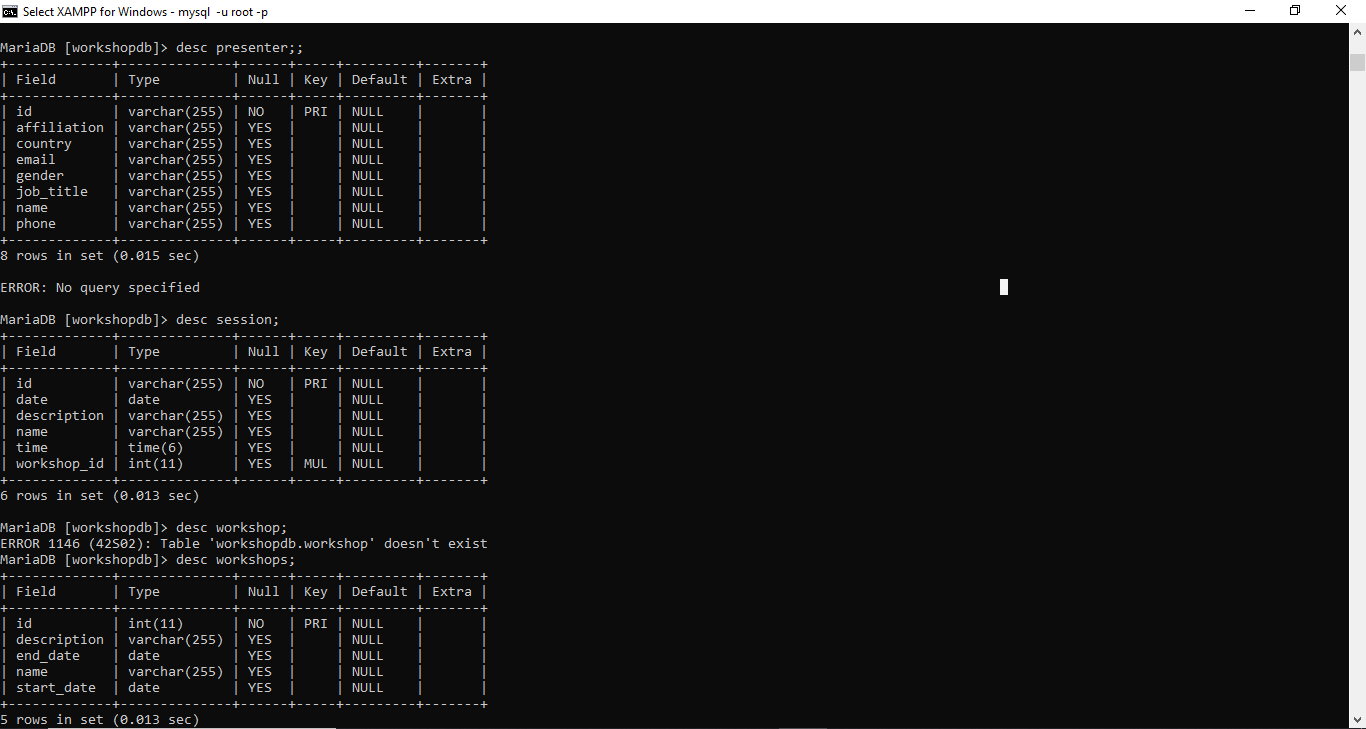 Select XAMPP for Windows - mysql  -u root -p
MariaDB [workshopdb]> desc presenter;;
+-------------+--------------+------+-----+---------+-------+
| Field       | Type         | Null | Key | Default | Extra |
+-------------+--------------+------+-----+---------+-------+
| id          | varchar(255) | NO   | PRI | NULL    |       |
| affiliation | varchar(255) | YES  |     | NULL    |       |
| country     | varchar(255) | YES  |     | NULL    |       |
| email       | varchar(255) | YES  |     | NULL    |       |
| gender      | varchar(255) | YES  |     | NULL    |       |
| job_title   | varchar(255) | YES  |     | NULL    |       |
| name        | varchar(255) | YES  |     | NULL    |       |
| phone       | varchar(255) | YES  |     | NULL    |       |
+-------------+--------------+------+-----+---------+-------+
8 rows in set (0.015 sec)
ERROR: No query specified
MariaDB [workshopdb]> desc session;
+-------------+--------------+------+-----+---------+-------+
| Field       | Type         | Null | Key | Default | Extra |
+-------------+--------------+------+-----+---------+-------+
| id          | varchar(255) | NO   | PRI | NULL    |       |
| date        | date         | YES  |     | NULL    |       |
| description | varchar(255) | YES  |     | NULL    |       |
| name        | varchar(255) | YES  |     | NULL    |       |
| time        | time(6)      | YES  |     | NULL    |       |
| workshop_id | int(11)      | YES  | MUL | NULL    |       |
+-------------+--------------+------+-----+---------+-------+
6 rows in set (0.013 sec)
MariaDB [workshopdb]> desc workshop;
ERROR 1146 (42S02): Table 'workshopdb.workshop' doesn't exist
MariaDB [workshopdb]> desc workshops;
+-------------+--------------+------+-----+---------+-------+
| Field       | Type         | Null | Key | Default | Extra |
+-------------+--------------+------+-----+---------+-------+
| id          | int(11)      | NO   | PRI | NULL    |       |
| description | varchar(255) | YES  |     | NULL    |       |
| end_date    | date         | YES  |     | NULL    |       |
| name        | varchar(255) | YES  |     | NULL    |       |
| start_date  | date         | YES  |     | NULL    |       |
+-------------+--------------+------+-----+---------+-------+
5 rows in set (0.013 sec)